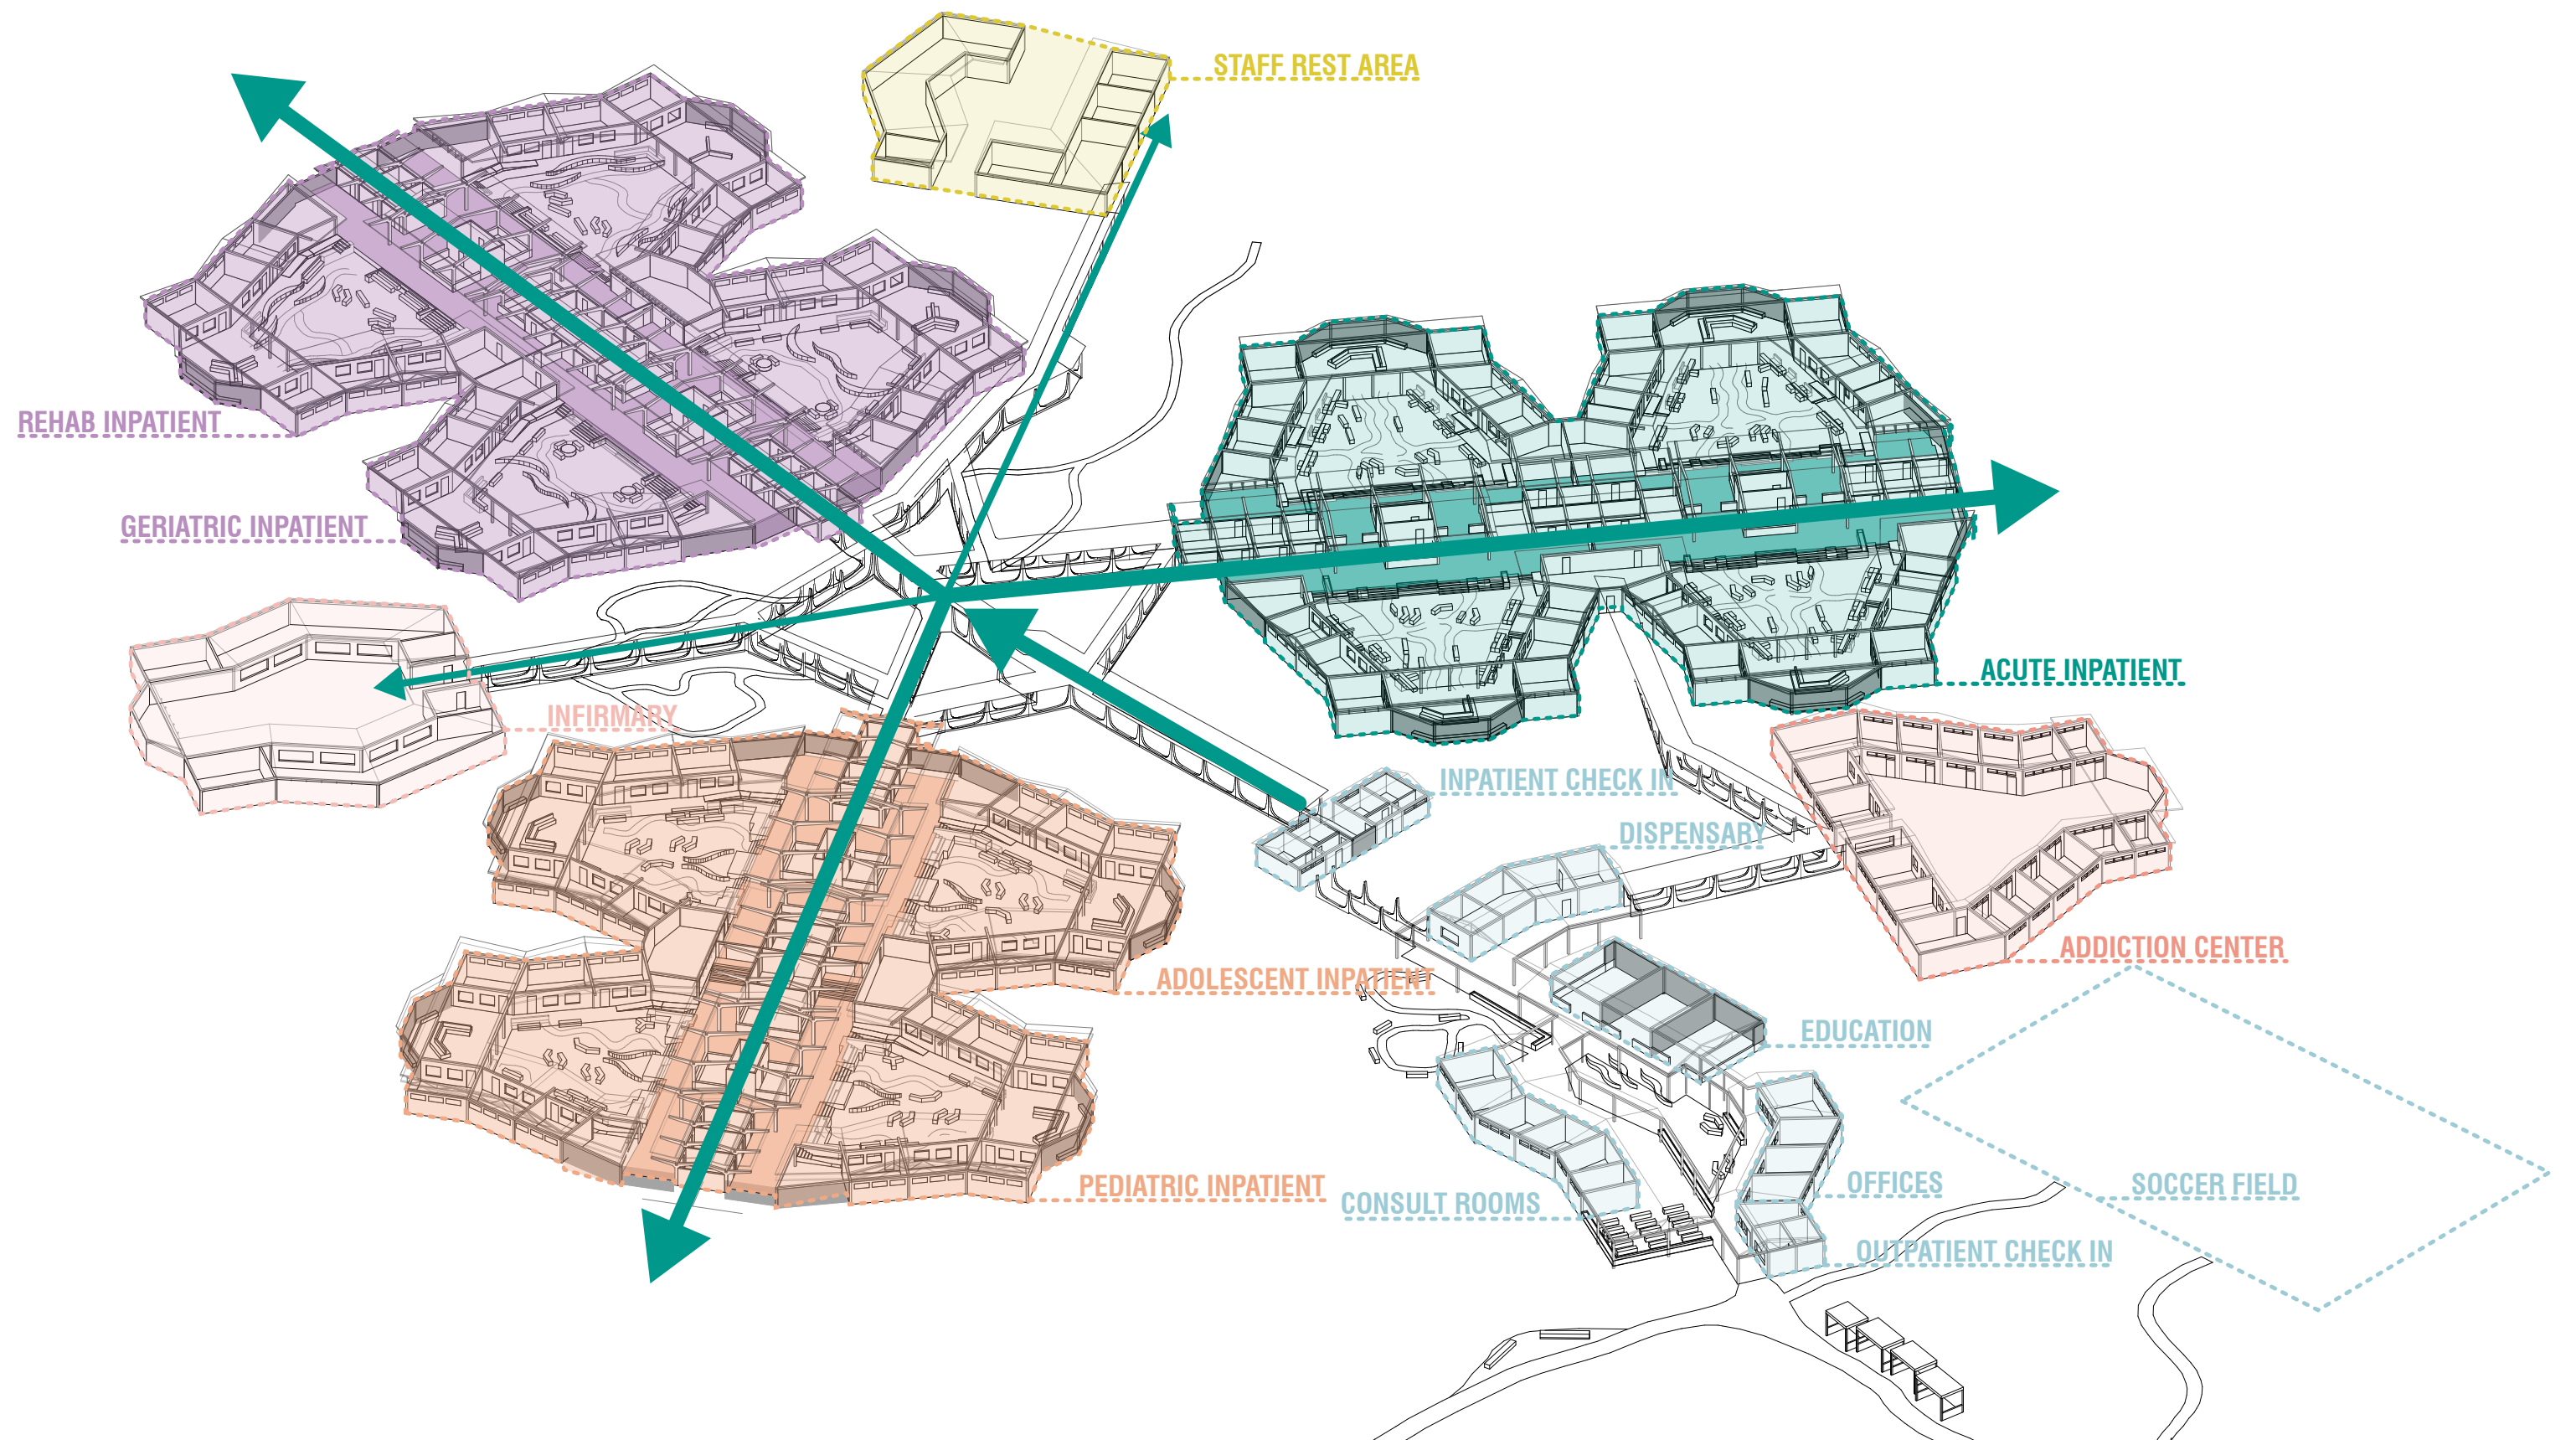 STAFF REST AREA
REHAB INPATIENT
GERIATRIC INPATIENT
ACUTE INPATIENT
INFIRMARY
INPATIENT CHECK IN
DISPENSARY
ADDICTION CENTER
ADOLESCENT INPATIENT
EDUCATION
PEDIATRIC INPATIENT
CONSULT ROOMS
OFFICES
SOCCER FIELD
OUTPATIENT CHECK IN